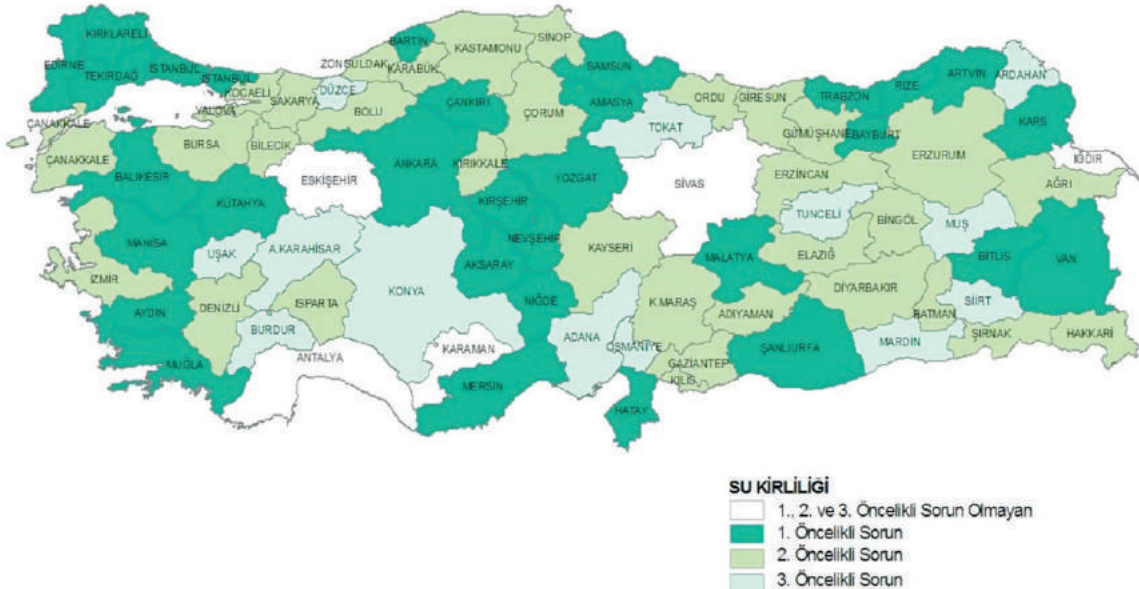 KIRKLARELİ
EDİRNE
TEKİRDAĞ
İSTANBUL
İSTANBUL
KOCAELİ
YALOVA
SAKARYA
DÜZCE
ZONGULDAK
BARTIN
KARABÜK
KASTAMONU
SİNOP
SAMSUN
BOLU
ÇANKIRI
ÇORUM
AMASYA
TOKAT
ORDU
GİRESUN
TRABZON
RİZE
ARTVİN
ARDAHAN
KARS
GÜMÜŞHANE
BAYBURT
ERZURUM
IĞDIR
AĞRI
ÇANAKKALE
ÇANAKKALE
BURSA
BİLECİK
BALIKESİR
ESKİŞEHİR
ANKARA
KIRIKKALE
YOZGAT
SİVAS
ERZİNCAN
KÜTAHYA
KIRŞEHİR
TUNCELİ
BİNGÖL
MUŞ
MANİSA
UŞAK
A.KARAHİSAR
NEVŞEHİR
KAYSERİ
MALATYA
ELAZIĞ
BİTLİS
VAN
İZMİR
AKSARAY
KONYA
DİYARBAKIR
SİİRT
AYDIN
DENİZLİ
ISPARTA
NİĞDE
K.MARAŞ
ADIYAMAN
BATMAN
BURDUR
ADANA
OSMANİYE
ŞANLIURFA
MARDİN
ŞIRNAK
HAKKARİ
MUĞLA
ANTALYA
KARAMAN
GAZİANTEP
KİLİS
MERSİN
HATAY
SU KİRLİLİĞİ
1., 2. ve 3. Öncelikli Sorun Olmayan
1. Öncelikli Sorun
2. Öncelikli Sorun
3. Öncelikli Sorun